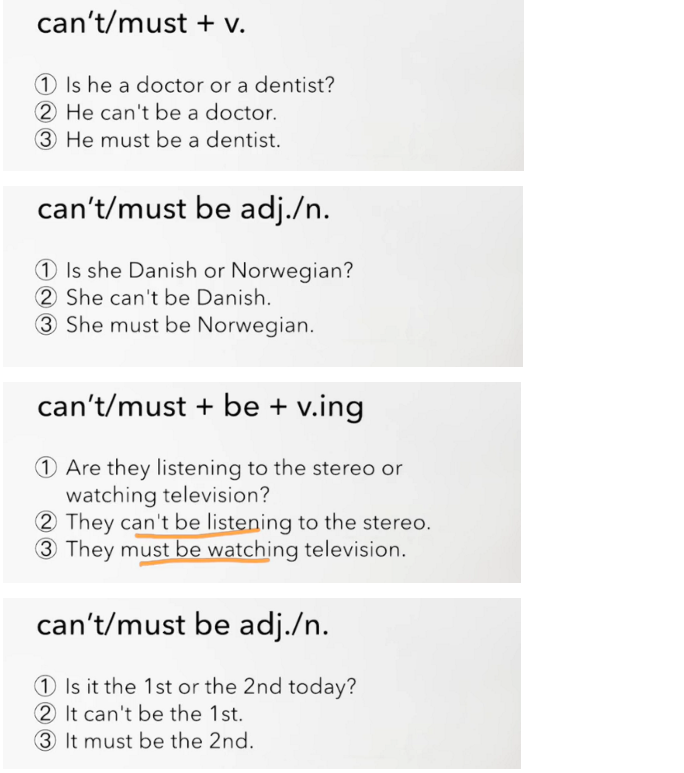 can't/must + v.
① Is he a doctor or a dentist?
② He can't be a doctor.
③ He must be a dentist.
can't/must be adj./n.
① Is she Danish or Norwegian?
② She can't be Danish.
③ She must be Norwegian.
can't/must + be + v.ing
① Are they listening to the stereo or
watching television?
② They can't be listening to the stereo.
③ They must be watching television.
can't/must be adj./n.
① Is it the 1st or the 2nd today?
② It can't be the 1st.
③ It must be the 2nd.